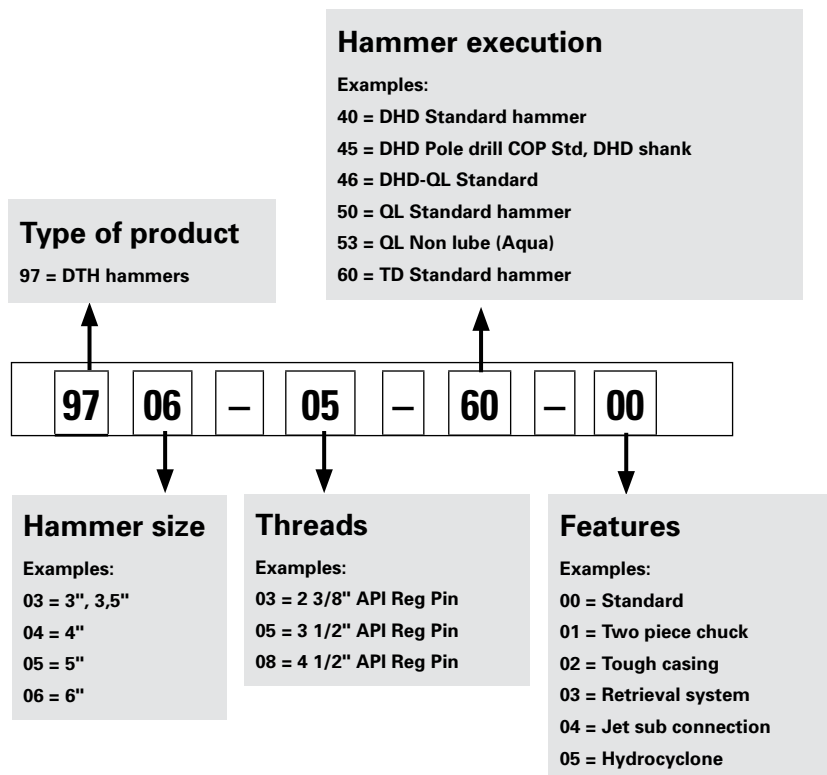 Hammer execution
Examples:
40 = DHD Standard hammer
45 = DHD Pole drill COP Std, DHD shank
46 = DHD-QL Standard
50 = QL Standard hammer
53 = QL Non lube (Aqua)
60 = TD Standard hammer
Type of product
97 = DTH hammers
97 06 – 05 – 60 – 00
Hammer size
Examples:
03 = 3", 3,5"
04 = 4"
05 = 5"
06 = 6"
Threads
Examples:
03 = 2 3/8" API Reg Pin
05 = 3 1/2" API Reg Pin
08 = 4 1/2" API Reg Pin
Features
Examples:
00 = Standard
01 = Two piece chuck
02 = Tough casing
03 = Retrieval system
04 = Jet sub connection
05 = Hydrocyclone